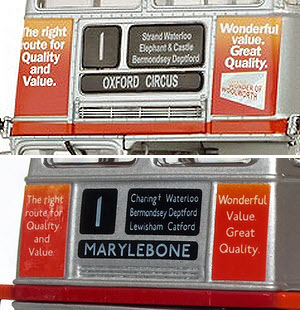 The right
route for
Quality
and
Value.
1
Strand Waterloo
Elephant & Castle
Bermondsey Deptford
OXFORD CIRCUS
Wonderful
value.
Great
Quality.
WONDER OF
WOOLWORTH
The right
route for
Quality
and
Value.
1
Charing+ Waterloo
Bermondsey Deptford
Lewisham Catford
MARYLEBONE
Wonderful
Value.
Great
Quality.